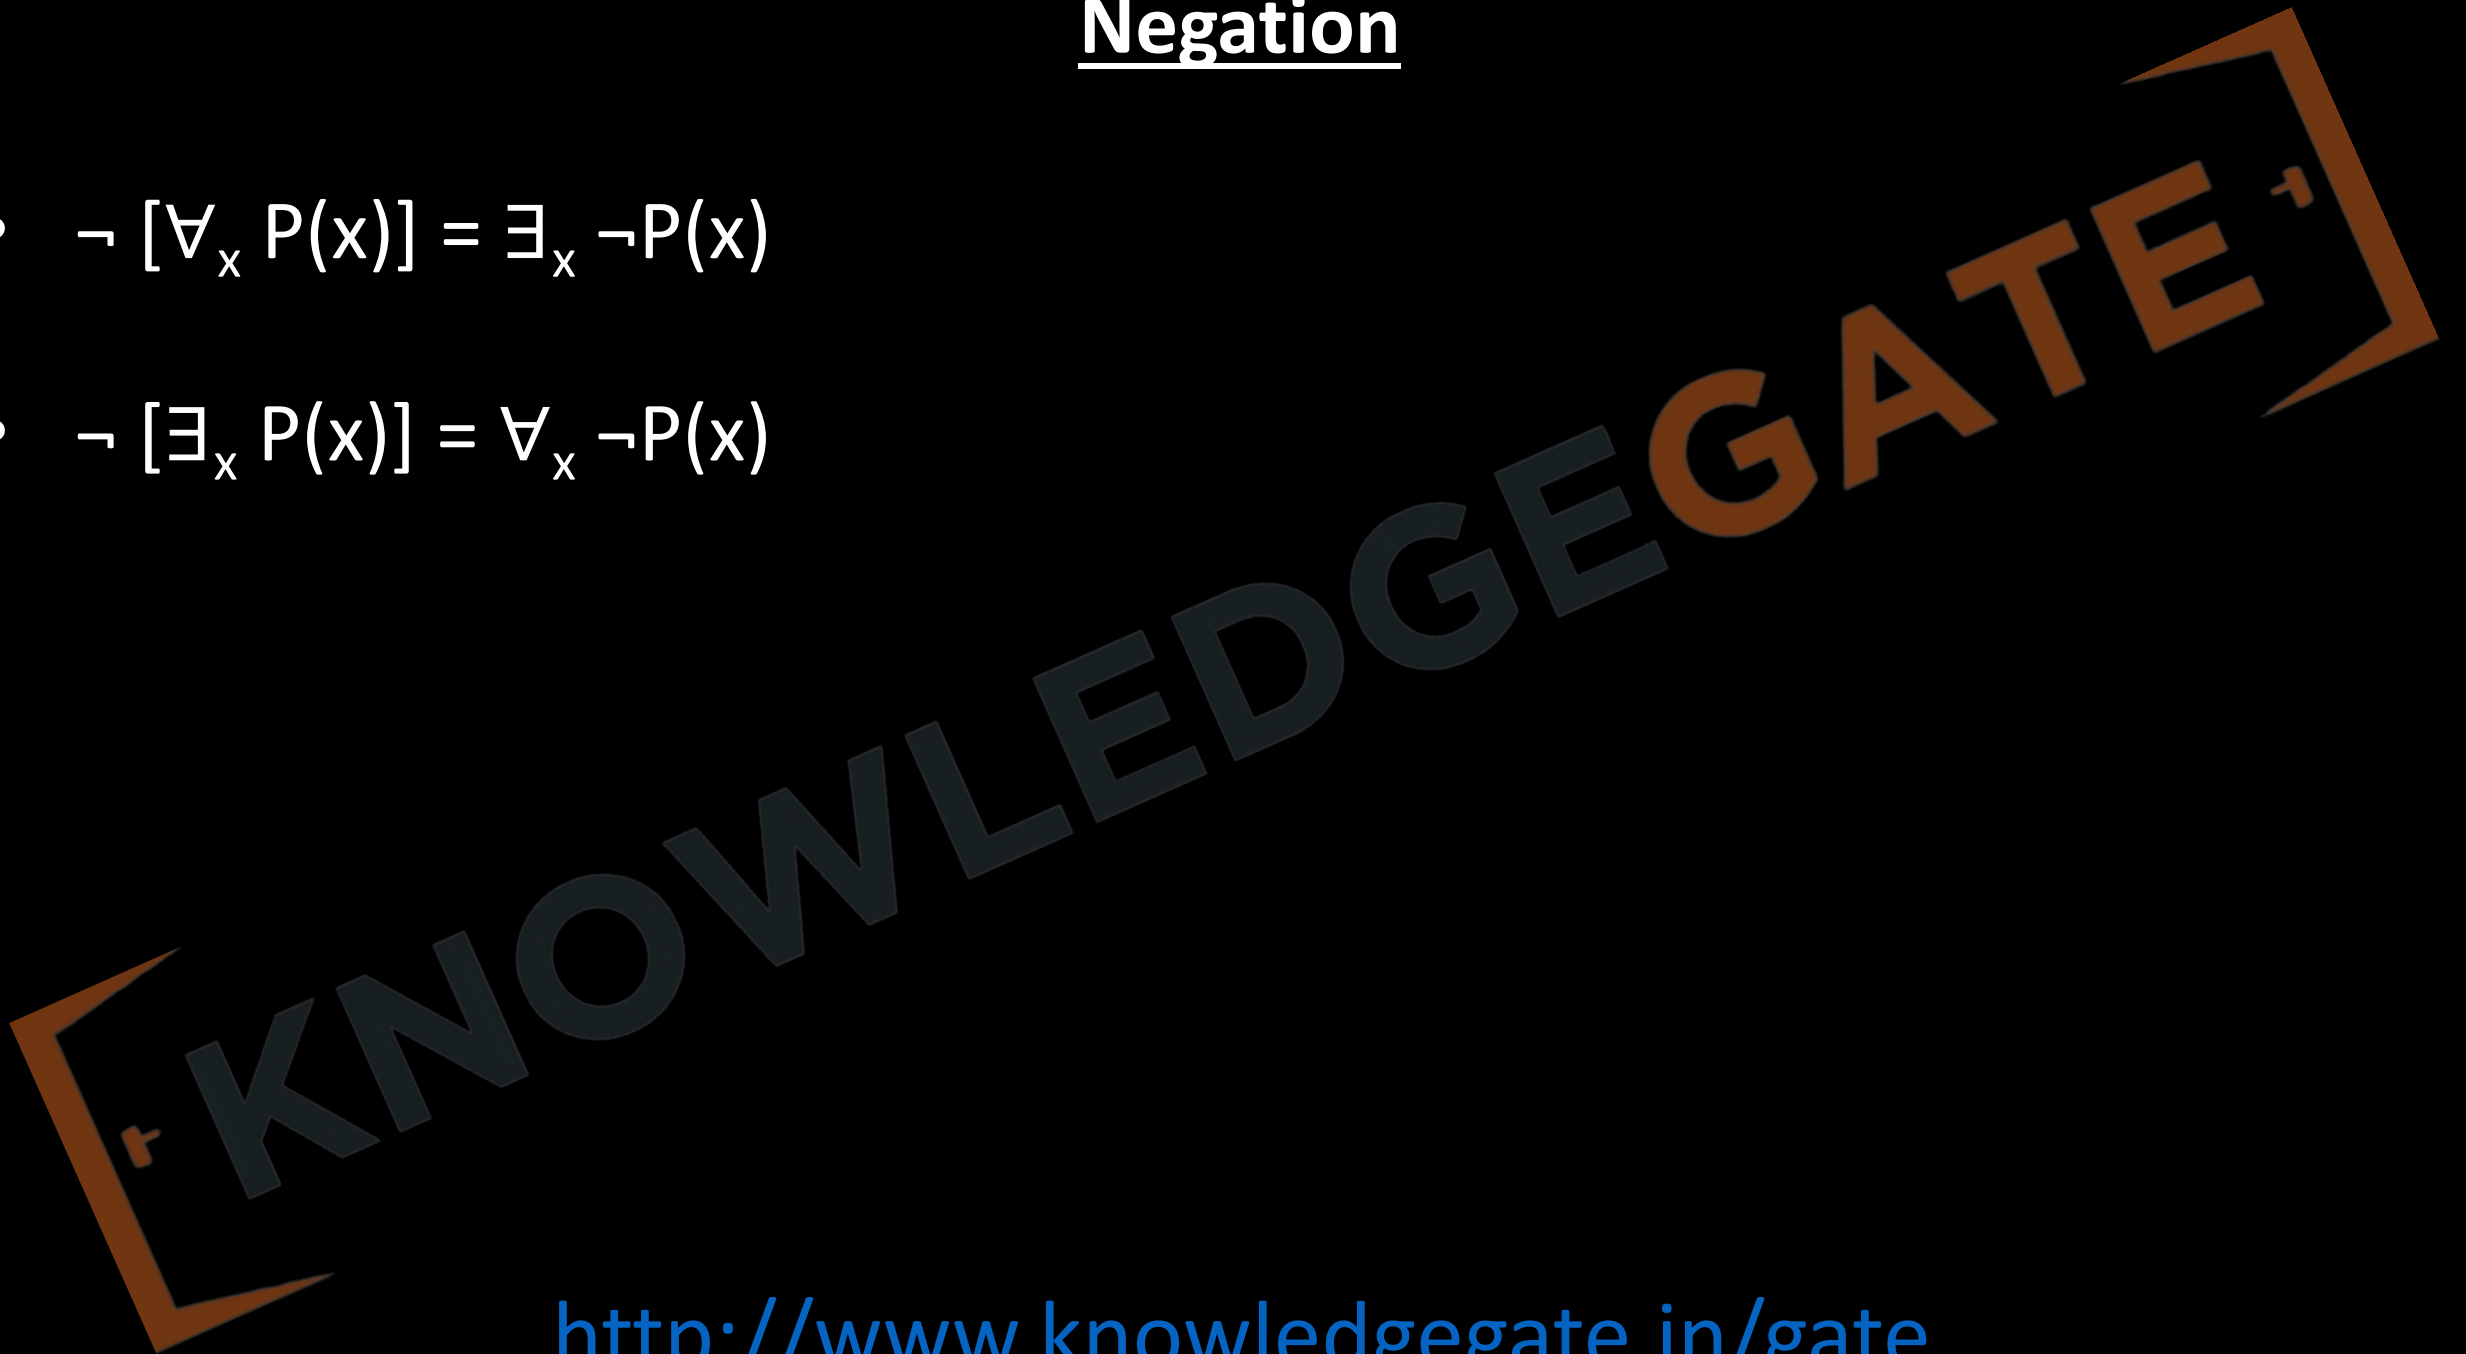 Negation
• ¬ [∀x P(x)] = ∃x ¬P(x)
• ¬ [∃x P(x)] = ∀x ¬P(x)
KNOWLEDGEGATE
http://www.knowledgegate.in/gate